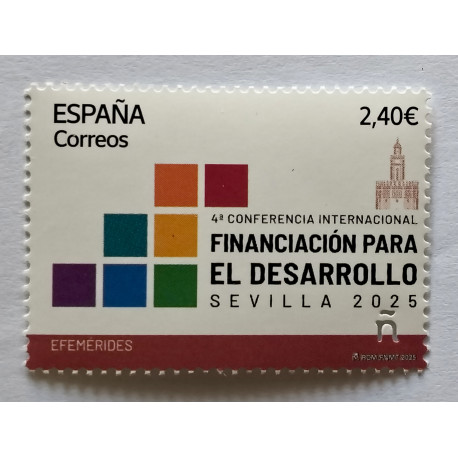 ESPAÑA
Correos
2,40€
4ª CONFERENCIA INTERNACIONAL
FINANCIACIÓN PARA
EL DESARROLLO
SEVILLA 2025
ñ
EFEMÉRIDES